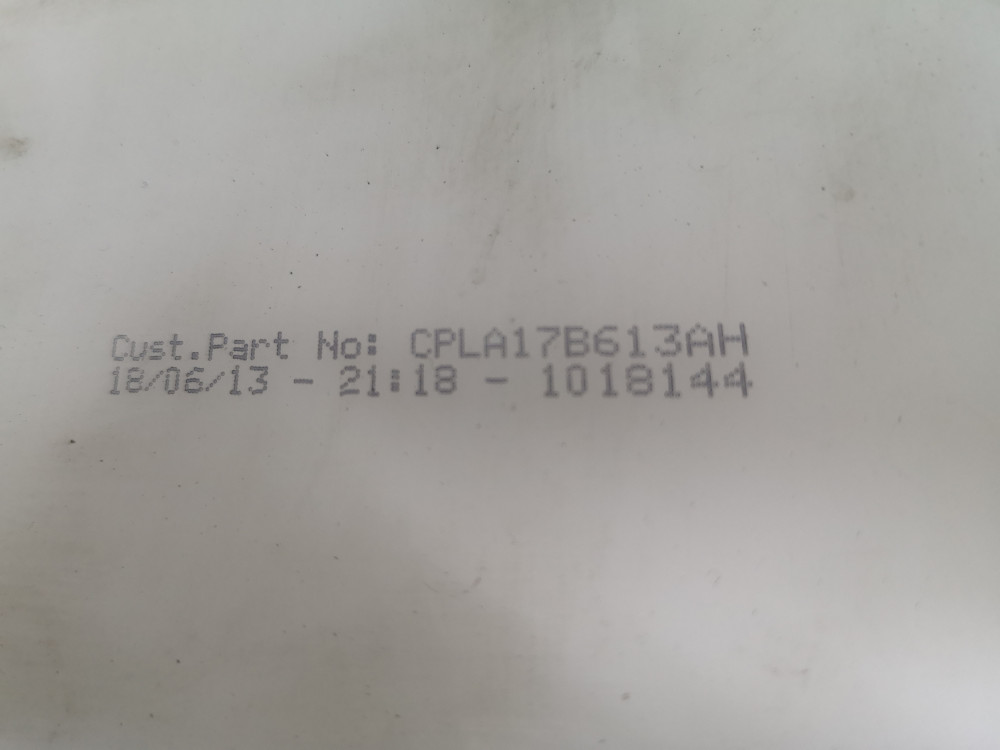 Cust.Part No: CPLA17B613AH
18/06/13 - 21:18 - 1018144